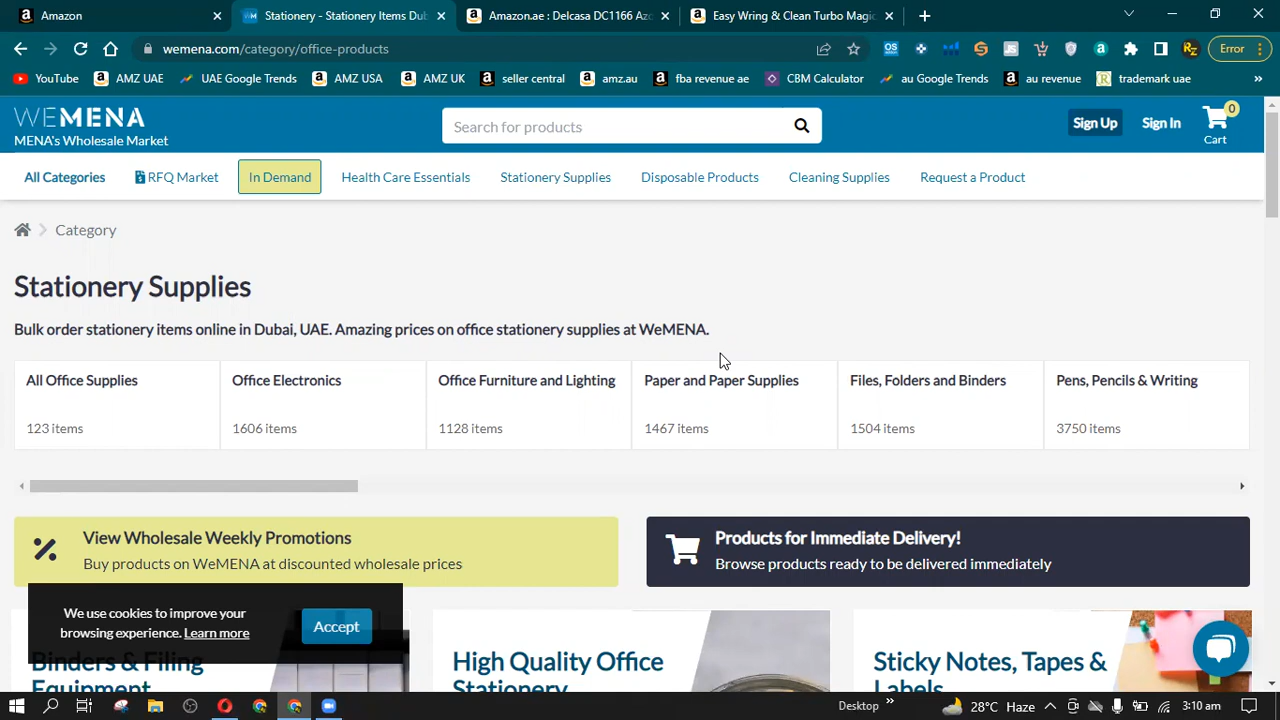 Amazon
Stationery - Stationery Items Dub
Amazon.ae : Delcasa DC1166 Azo
Easy Wring & Clean Turbo Magic
wemena.com/category/office-products
Error
YouTube
AMZ UAE
UAE Google Trends
AMZ USA
AMZ UK
seller central
amz.au
fba revenue ae
CBM Calculator
au Google Trends
au revenue
trademark uae
WEMENA
MENA's Wholesale Market
Search for products
Sign Up
Sign In
0
Cart
All Categories
RFQ Market
In Demand
Health Care Essentials
Stationery Supplies
Disposable Products
Cleaning Supplies
Request a Product
Category
Stationery Supplies
Bulk order stationery items online in Dubai, UAE. Amazing prices on office stationery supplies at WeMENA.
All Office Supplies
123 items
Office Electronics
1606 items
Office Furniture and Lighting
1128 items
Paper and Paper Supplies
1467 items
Files, Folders and Binders
1504 items
Pens, Pencils & Writing
3750 items
View Wholesale Weekly Promotions
Buy products on WeMENA at discounted wholesale prices
Products for Immediate Delivery!
Browse products ready to be delivered immediately
We use cookies to improve your
browsing experience. Learn more
Accept
Binders & Filing
Equipment
High Quality Office
Stationery
Sticky Notes, Tapes &
Labels
Desktop
28°C Haze
3:10 am